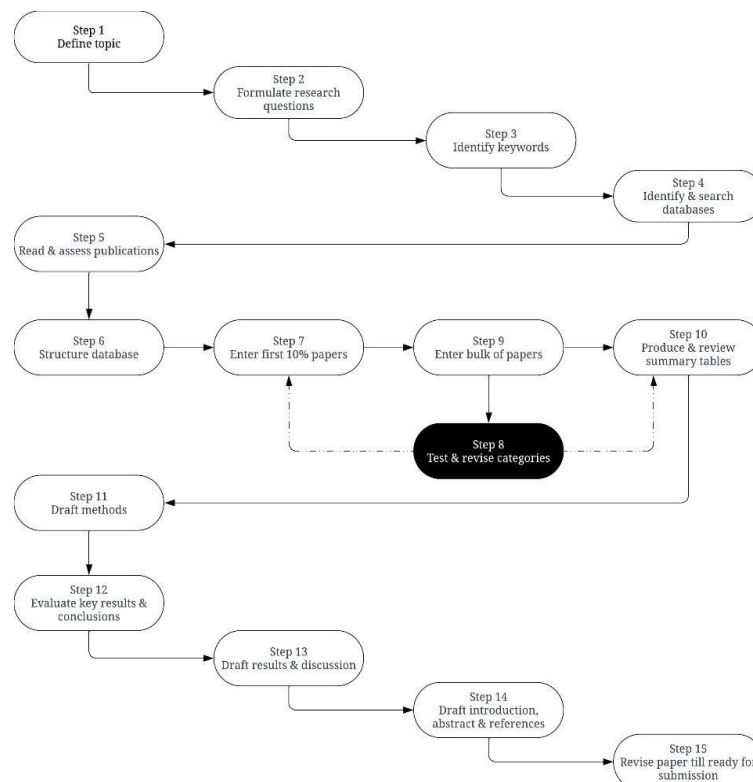 Step 1
Define topic
Step 2
Formulate research
questions
Step 3
Identify keywords
Step 4
Identify & search
databases
Step 5
Read & assess publications
Step 6
Structure database
Step 7
Enter first 10% papers
Step 9
Enter bulk of papers
Step 10
Produce & review
summary tables
Step 8
Test & revise categories
Step 11
Draft methods
Step 12
Evaluate key results &
conclusions
Step 13
Draft results & discussion
Step 14
Draft introduction,
abstract & references
Step 15
Revise paper till ready for
submission